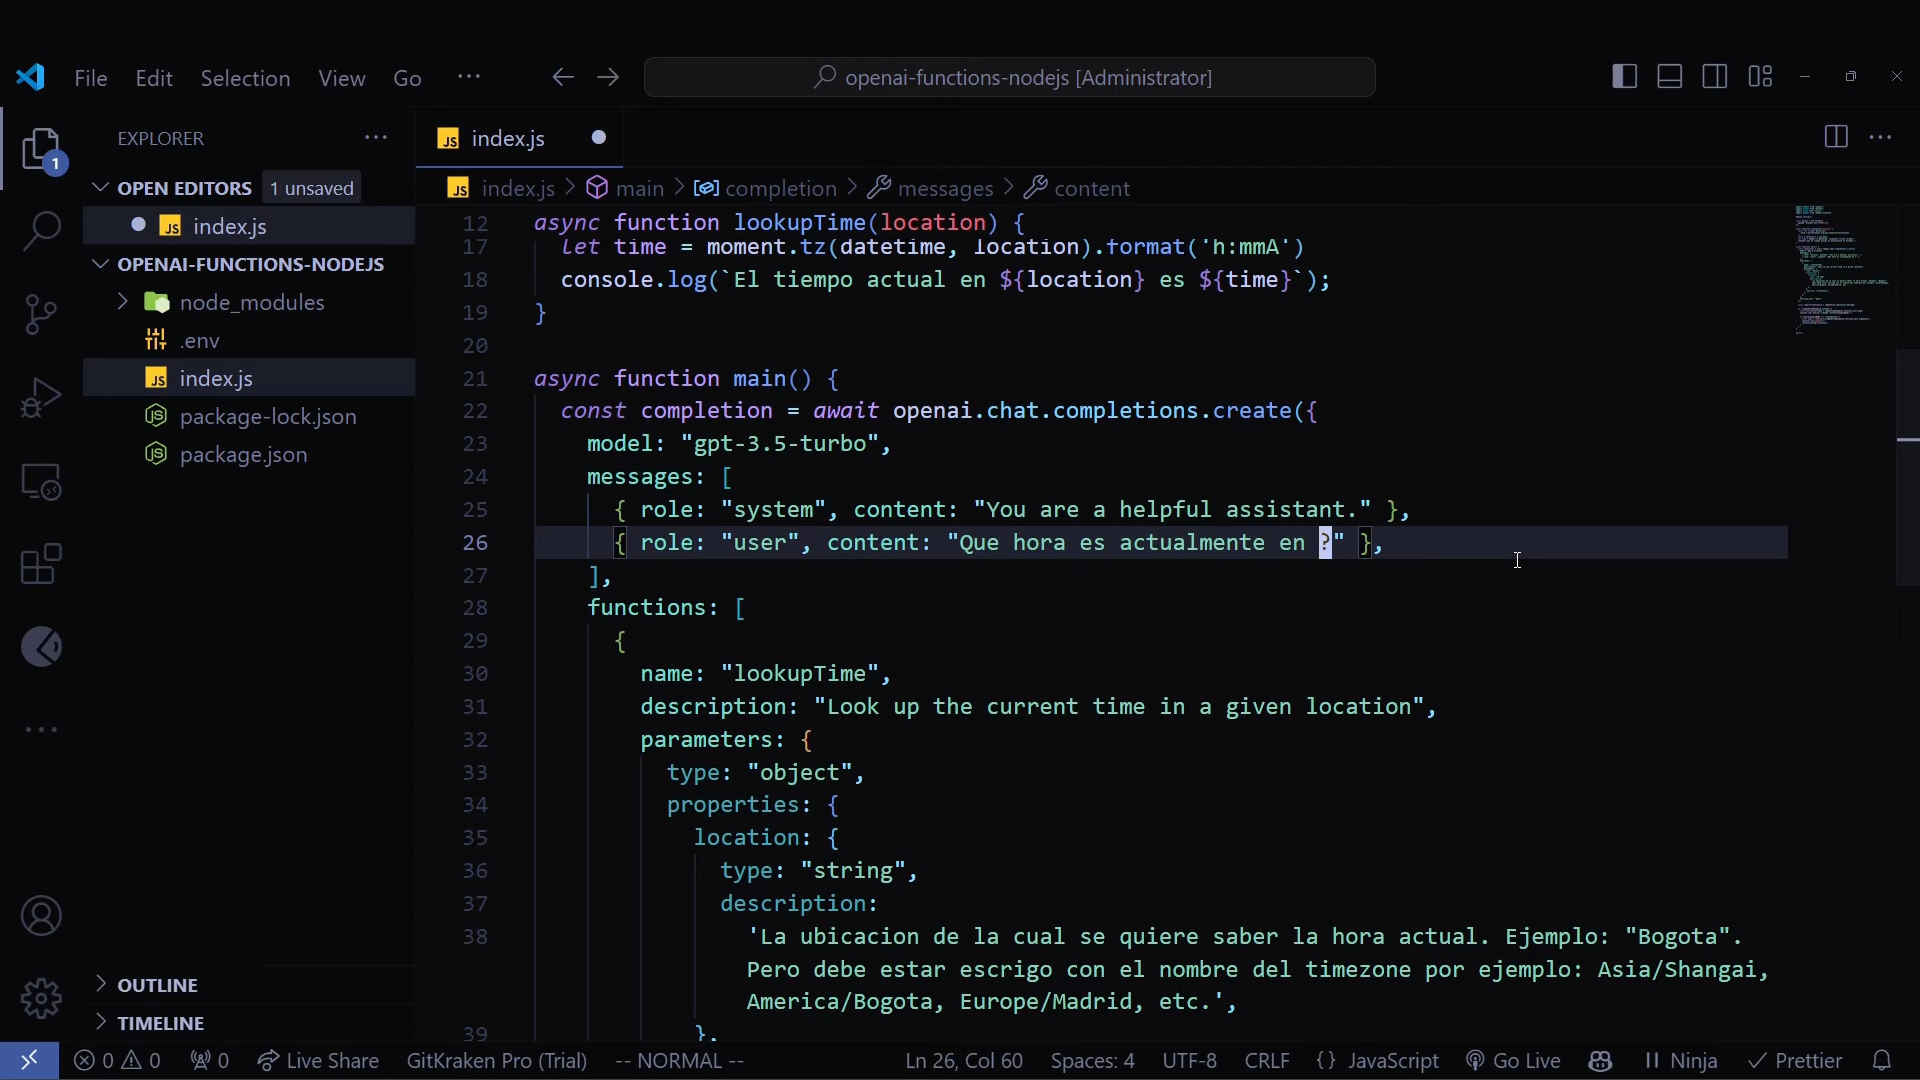 File Edit Selection View Go ··· openai-functions-nodejs [Administrator]
EXPLORER ···
1
OPEN EDITORS 1 unsaved
index.js
OPENAI-FUNCTIONS-NODEJS
node_modules
.env
index.js
package-lock.json
package.json
OUTLINE
TIMELINE
index.js
index.js > main > completion > messages > content
12 async function lookupTime(location) {
17 let time = moment.tz(datetime, location).format('h:mmA')
18 console.log(`El tiempo actual en ${location} es ${time}`);
19 }
20
21 async function main() {
22 const completion = await openai.chat.completions.create({
23 model: "gpt-3.5-turbo",
24 messages: [
25 { role: "system", content: "You are a helpful assistant." },
26 { role: "user", content: "Que hora es actualmente en ?" },
27 ],
28 functions: [
29 {
30 name: "lookupTime",
31 description: "Look up the current time in a given location",
32 parameters: {
33 type: "object",
34 properties: {
35 location: {
36 type: "string",
37 description:
38 'La ubicacion de la cual se quiere saber la hora actual. Ejemplo: "Bogota".
Pero debe estar escrigo con el nombre del timezone por ejemplo: Asia/Shangai,
America/Bogota, Europe/Madrid, etc.',
39 },
0 0 0 Live Share GitKraken Pro (Trial) -- NORMAL -- Ln 26, Col 60 Spaces: 4 UTF-8 CRLF {} JavaScript Go Live Ninja Prettier